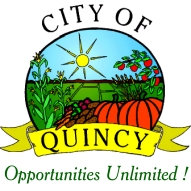 CITY OF
QUINCY
Opportunities Unlimited !